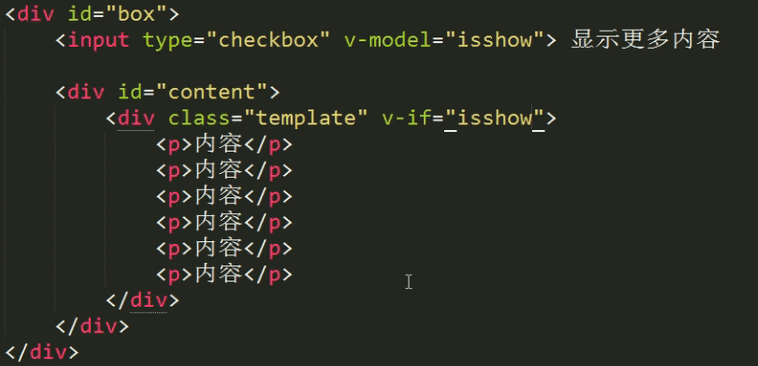 <div id="box">
    <input type="checkbox" v-model="isshow"> 显示更多内容
    <div id="content">
        <div class="template" v-if="isshow">
            <p>内容</p>
            <p>内容</p>
            <p>内容</p>
            <p>内容</p>
            <p>内容</p>
            <p>内容</p>
        </div>
    </div>
</div>